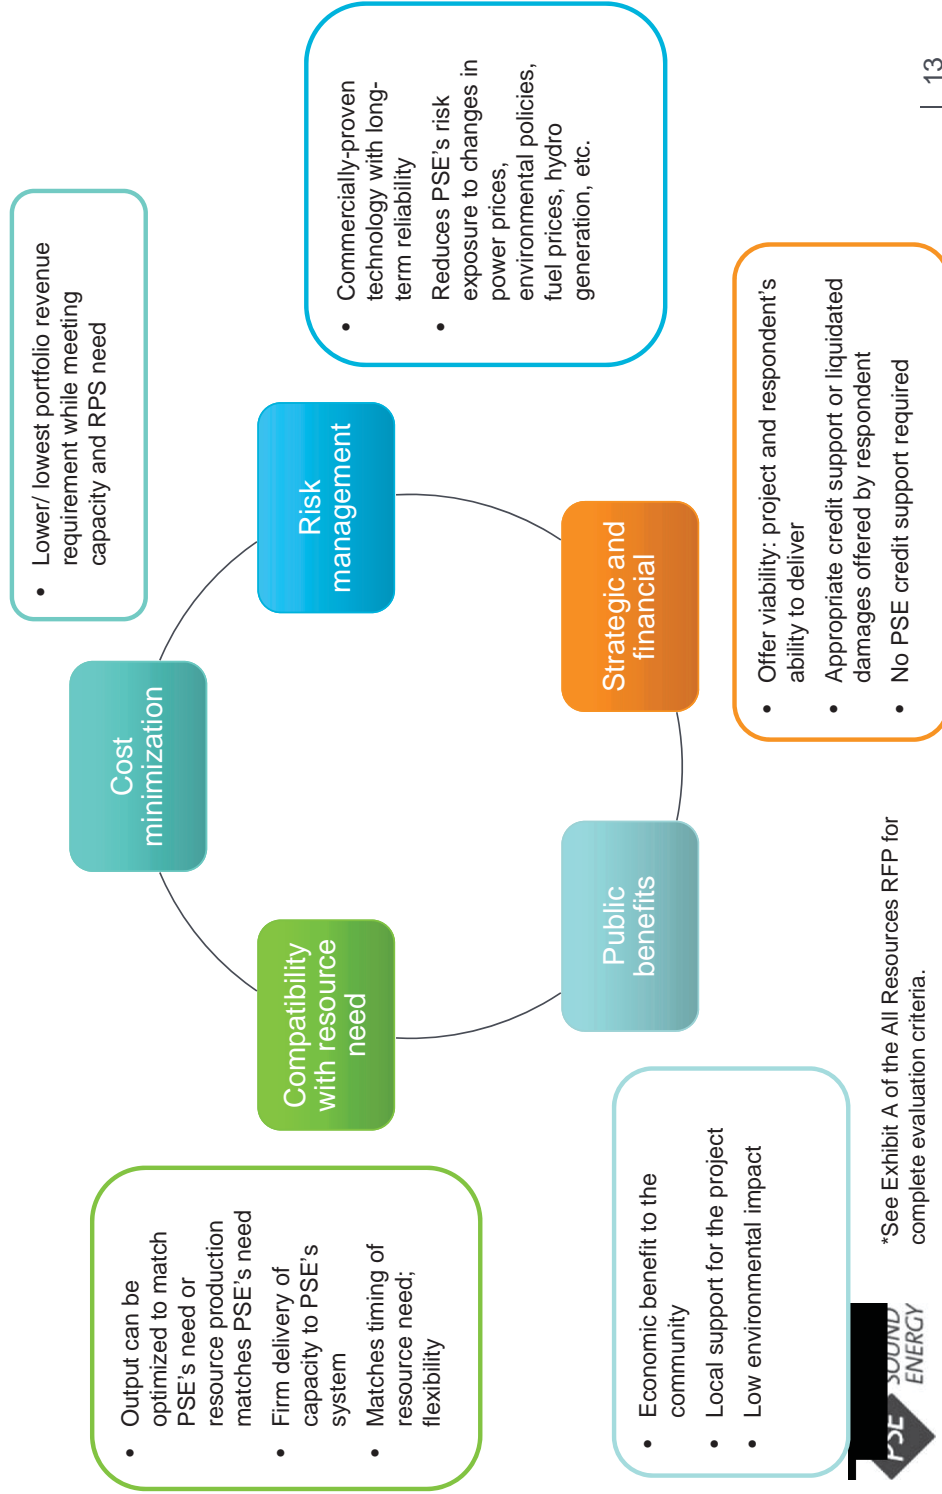 Cost
minimization
• Lower/ lowest portfolio revenue
requirement while meeting
capacity and RPS need
Risk
management
• Commercially-proven
technology with long-
term reliability
• Reduces PSE's risk
exposure to changes in
power prices,
environmental policies,
fuel prices, hydro
generation, etc.
Strategic and
financial
• Offer viability: project and respondent's
ability to deliver
• Appropriate credit support or liquidated
damages offered by respondent
• No PSE credit support required
Public
benefits
• Economic benefit to the
community
• Local support for the project
• Low environmental impact
Compatibility
with resource
need
• Output can be
optimized to match
PSE's need or
resource production
matches PSE's need
• Firm delivery of
capacity to PSE's
system
• Matches timing of
resource need;
flexibility
*See Exhibit A of the All Resources RFP for
complete evaluation criteria.
PSE
SOUND
ENERGY
| 13